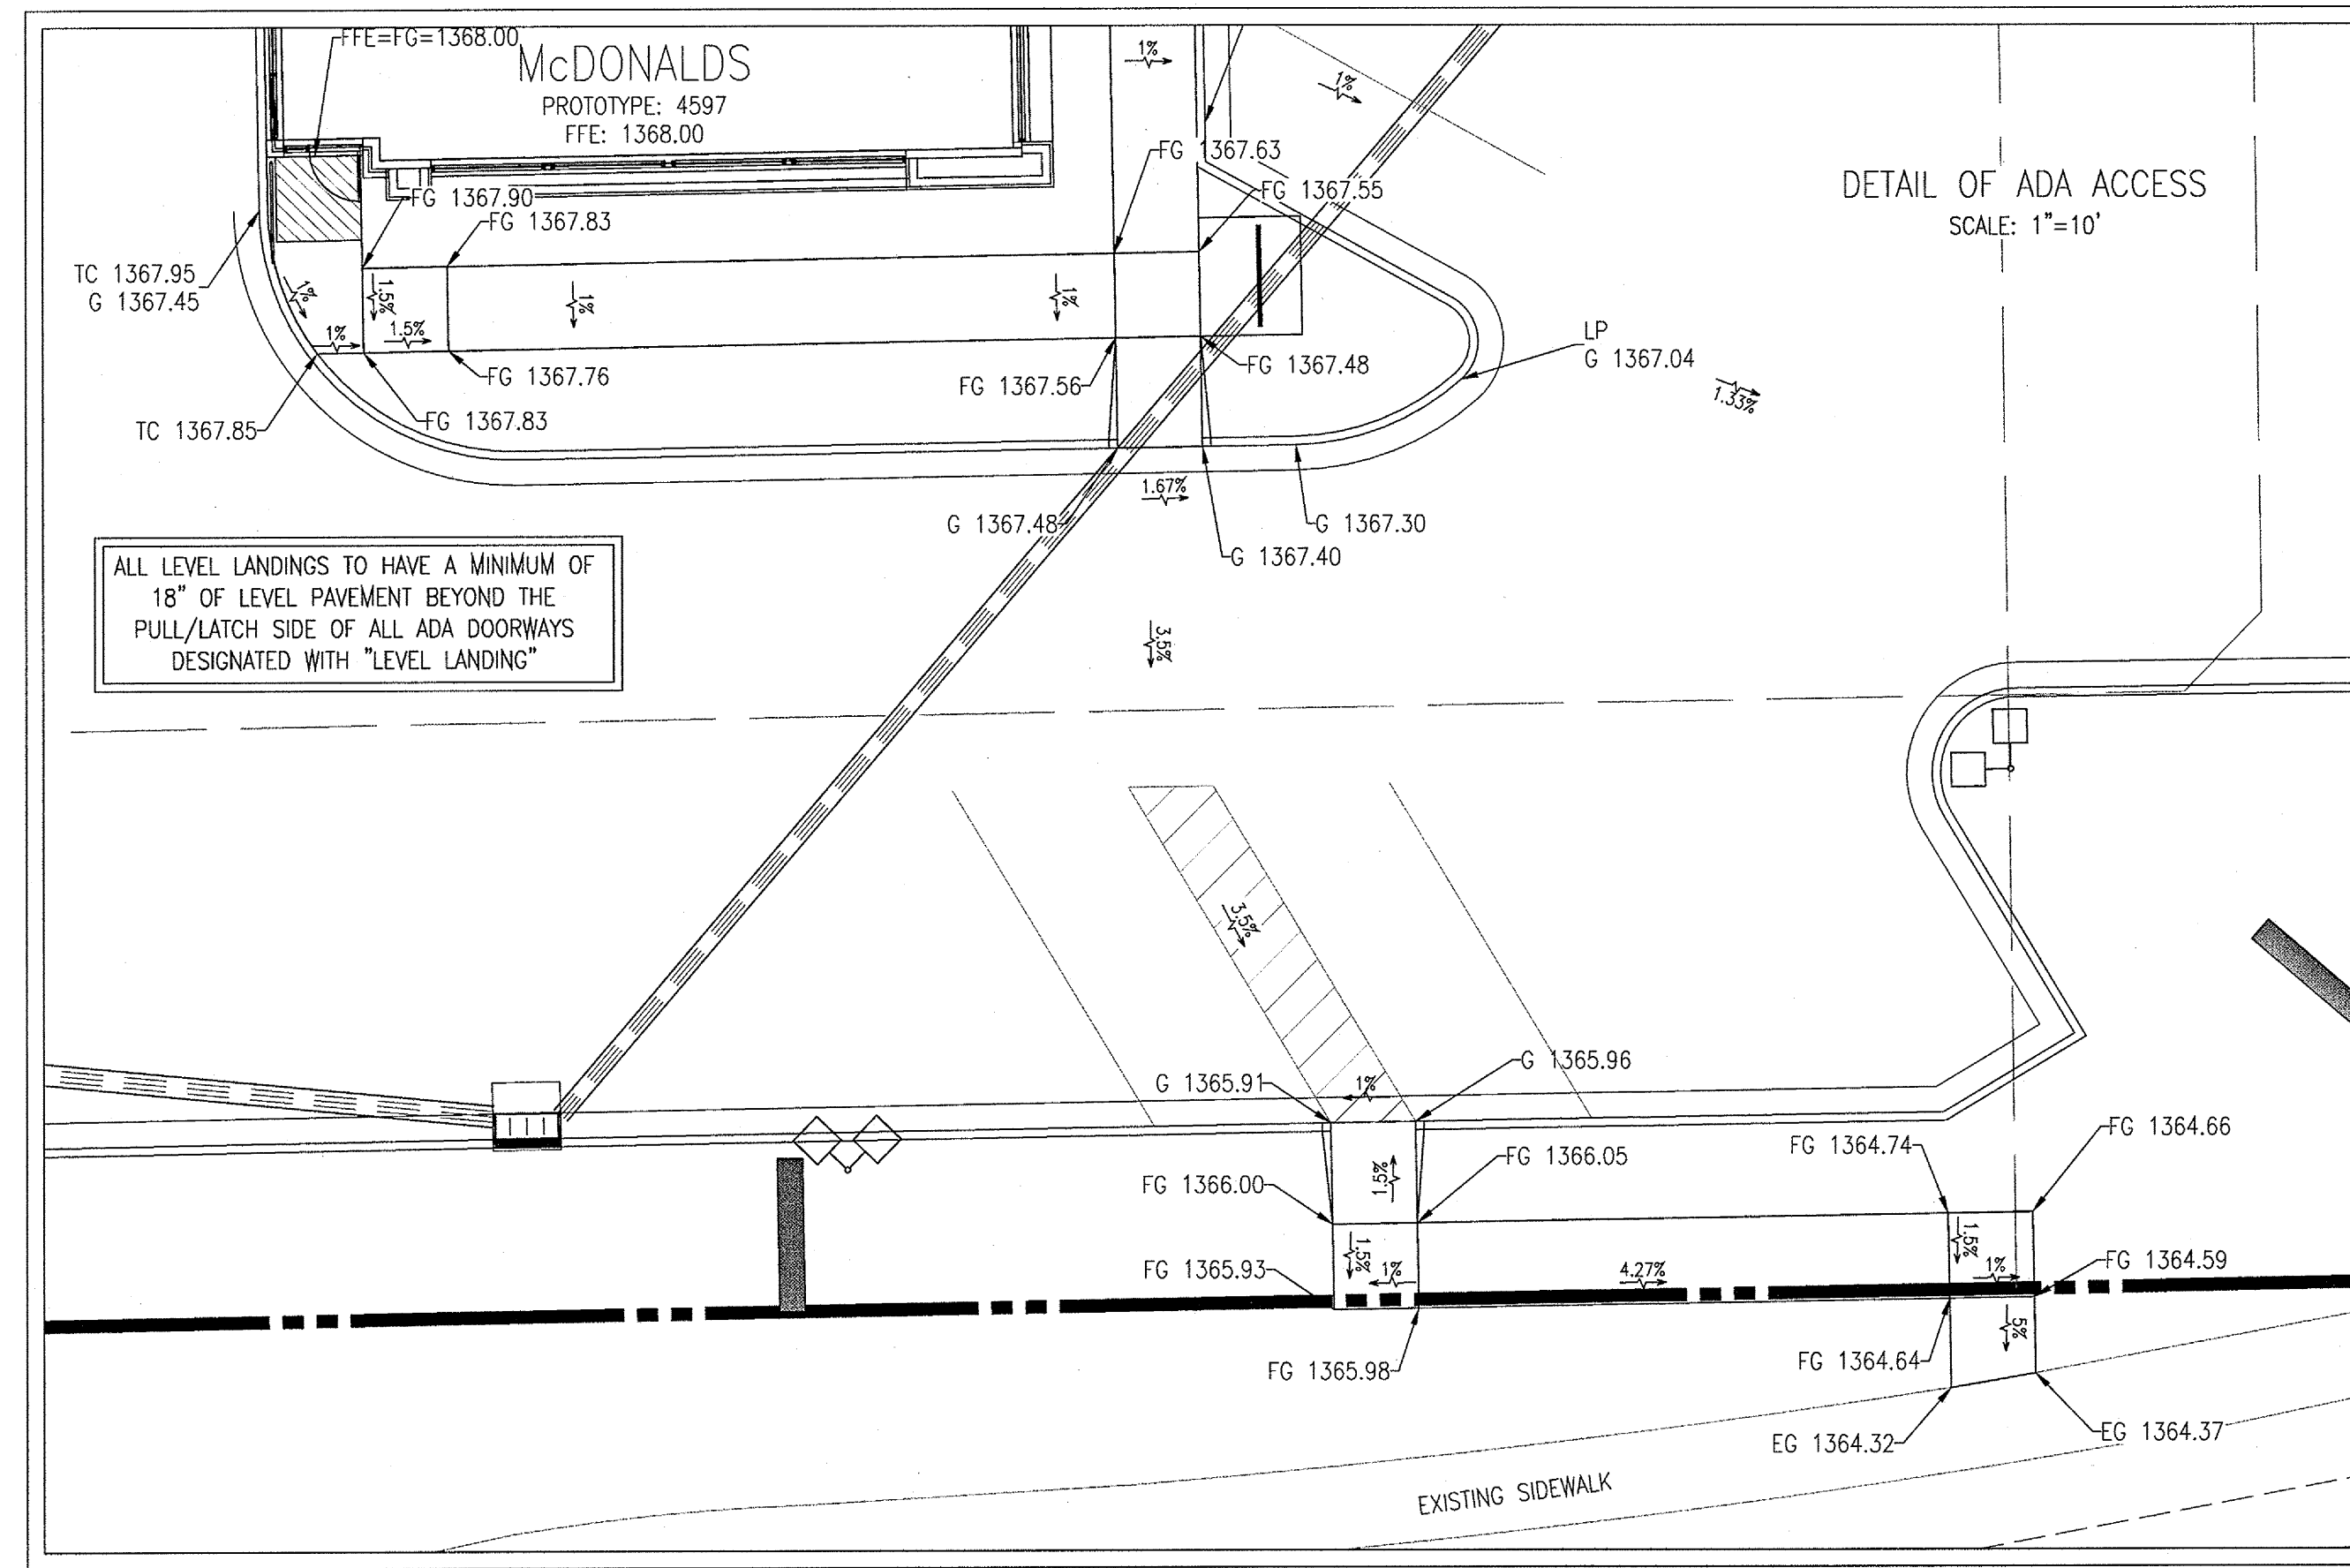 FFE=FG=1368.00
McDONALDS
PROTOTYPE: 4597
FFE: 1368.00
1%
1%
FG 1367.63
FG 1367.55
DETAIL OF ADA ACCESS
SCALE: 1"=10'
FG 1367.90
FG 1367.83
TC 1367.95
G 1367.45
1%
1.5%
1%
1%
1%
1.5%
LP
G 1367.04
FG 1367.76
FG 1367.56
FG 1367.48
1.33%
TC 1367.85
FG 1367.83
1.67%
G 1367.48
G 1367.30
G 1367.40
ALL LEVEL LANDINGS TO HAVE A MINIMUM OF
18" OF LEVEL PAVEMENT BEYOND THE
PULL/LATCH SIDE OF ALL ADA DOORWAYS
DESIGNATED WITH "LEVEL LANDING"
3.5%
3.5%
G 1365.91
1%
G 1365.96
FG 1364.74
FG 1364.66
FG 1366.00
1.5%
FG 1366.05
FG 1365.93
1.5%
1%
4.27%
1.5%
1%
FG 1364.59
5%
FG 1365.98
FG 1364.64
EG 1364.32
EG 1364.37
EXISTING SIDEWALK